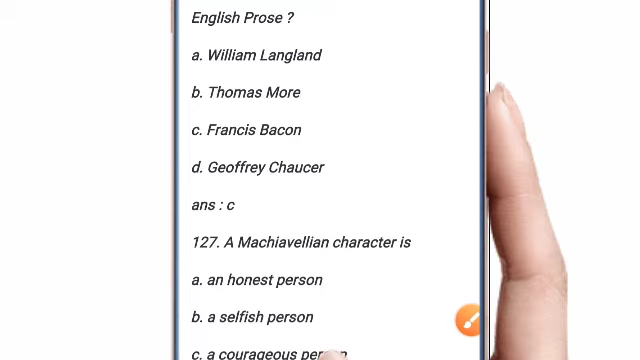 English Prose ?
a. William Langland
b. Thomas More
c. Francis Bacon
d. Geoffrey Chaucer
ans : c
127. A Machiavellian character is
a. an honest person
b. a selfish person
c. a courageous person